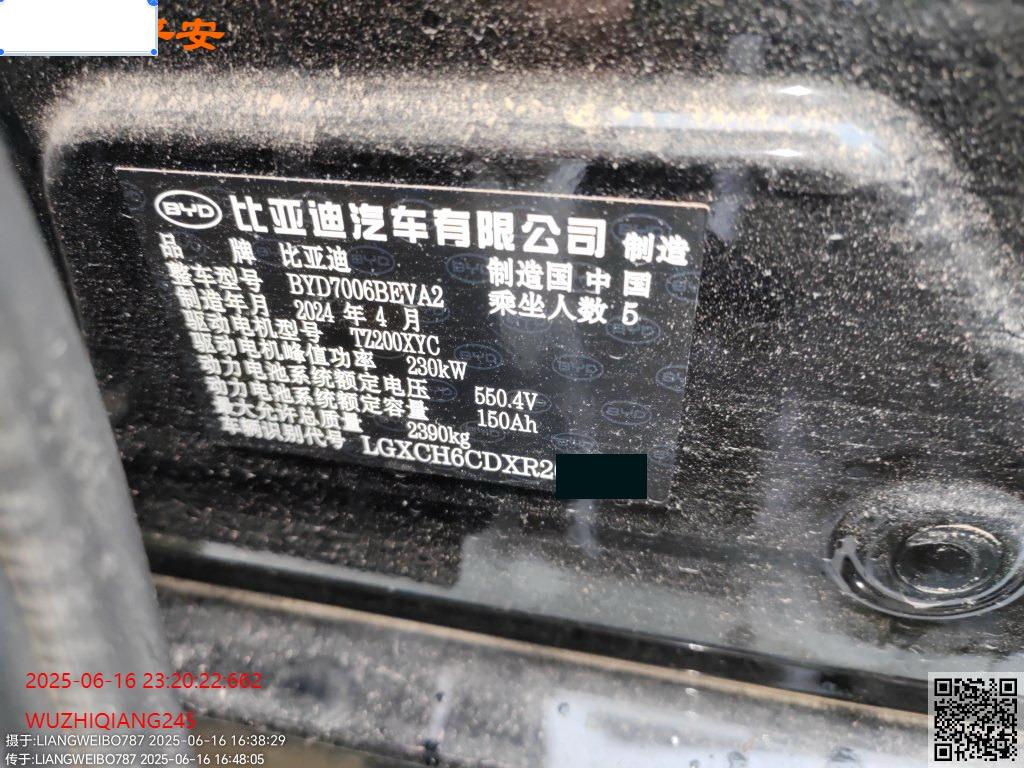 安
BYD 比亚迪汽车有限公司 制造
品 牌 比亚迪 制造国 中国
整车型号 BYD7006BEVA2 乘坐人数 5
制造年月 2024 年 4 月
驱动电机型号 TZ200XYC
驱动电机峰值功率 230kW
动力电池系统额定电压 550.4V
动力电池系统额定容量 150Ah
最大允许总质量 2390kg
车辆识别代号 LGXCH6CDXR2
2025-06-16 23:20:22.662
WUZHIQIANG245
摄于:LIANGWEIBO787 2025-06-16 16:38:29
传于:LIANGWEIBO787 2025-06-16 16:48:05